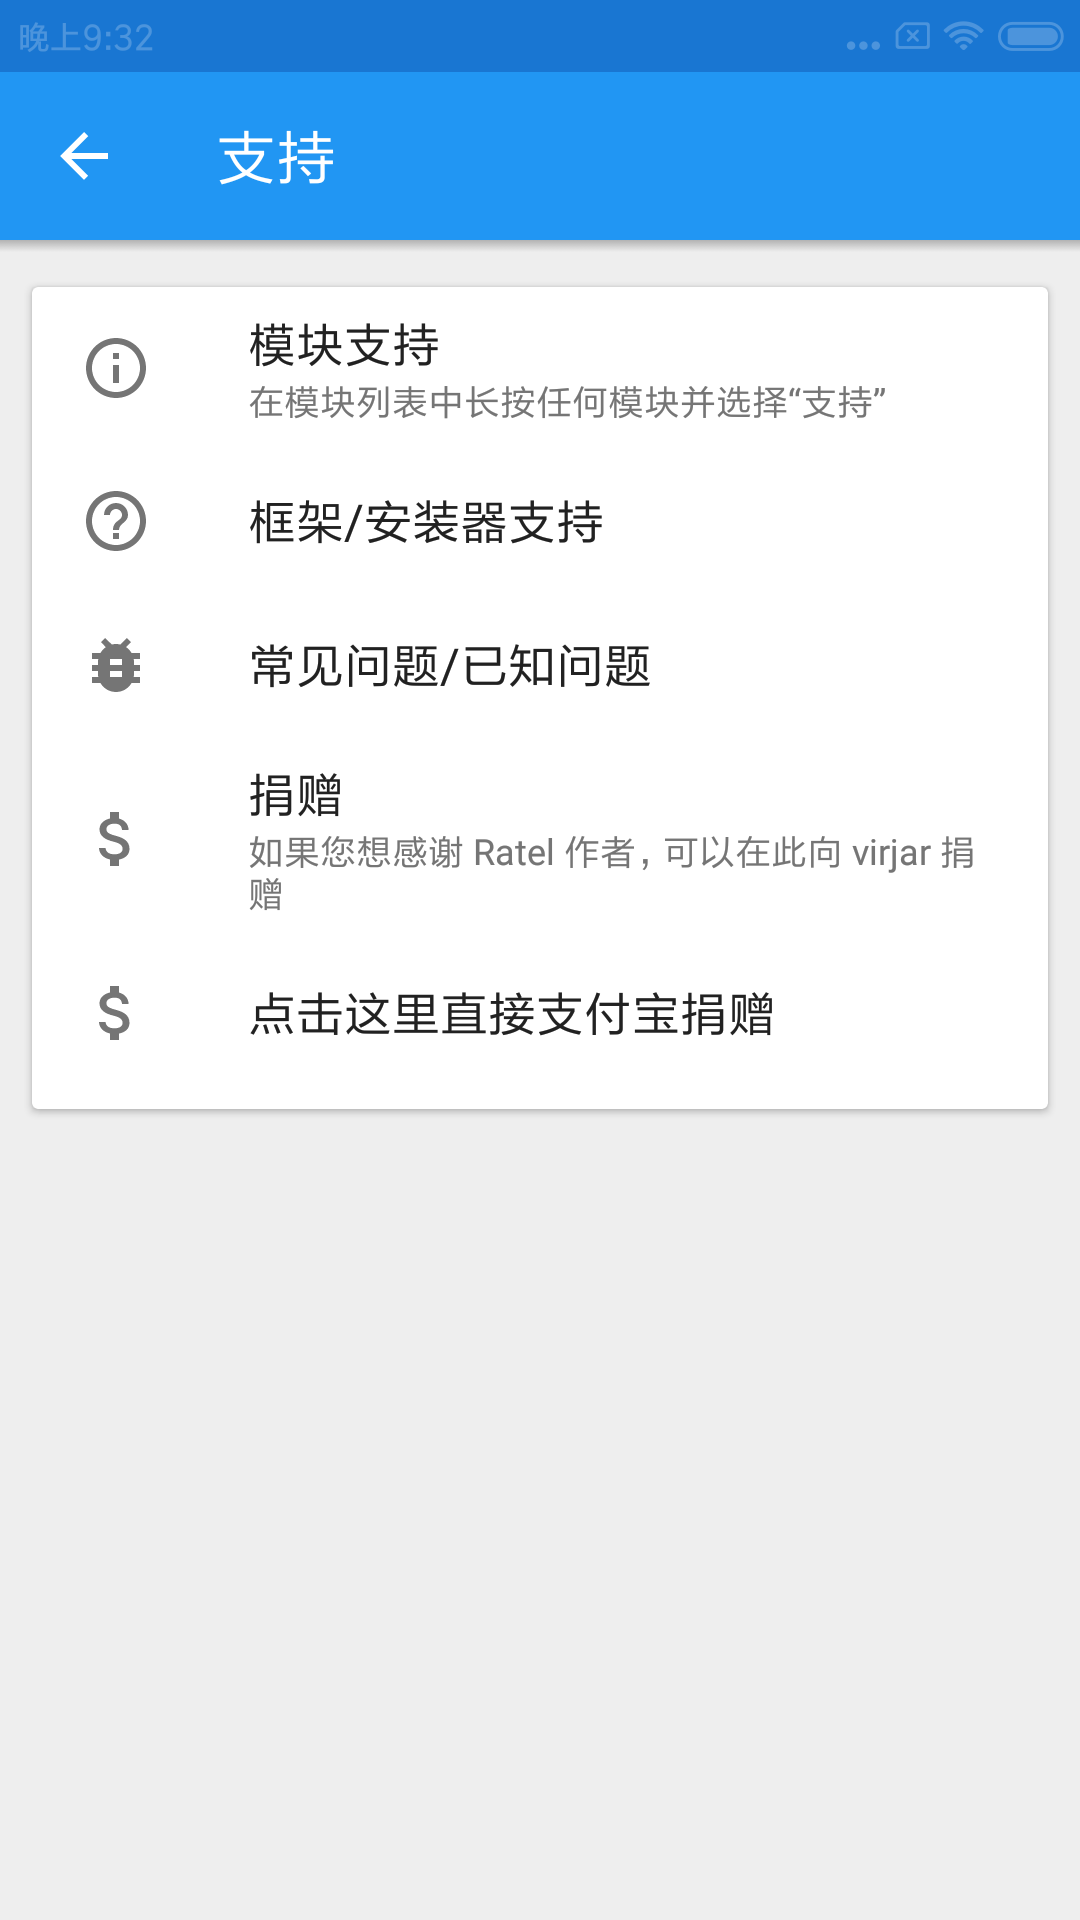 晚上9:32
支持
模块支持
在模块列表中长按任何模块并选择“支持”
框架/安装器支持
常见问题/已知问题
捐赠
如果您想感谢 Ratel 作者，可以在此向 virjar 捐
赠
点击这里直接支付宝捐赠